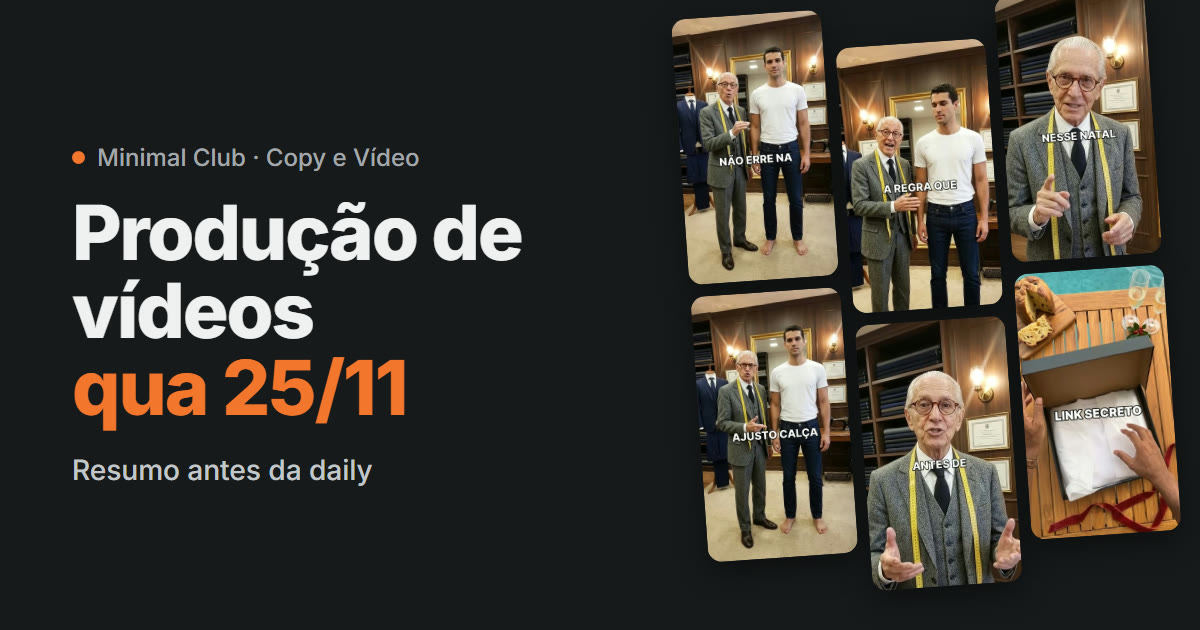 Minimal Club · Copy e Vídeo
Produção de
vídeos
qua 25/11
Resumo antes da daily
NÃO ERRE NA
A REGRA QUE
NESSE NATAL
AJUSTO CALÇA
ANTES DE
LINK SECRETO